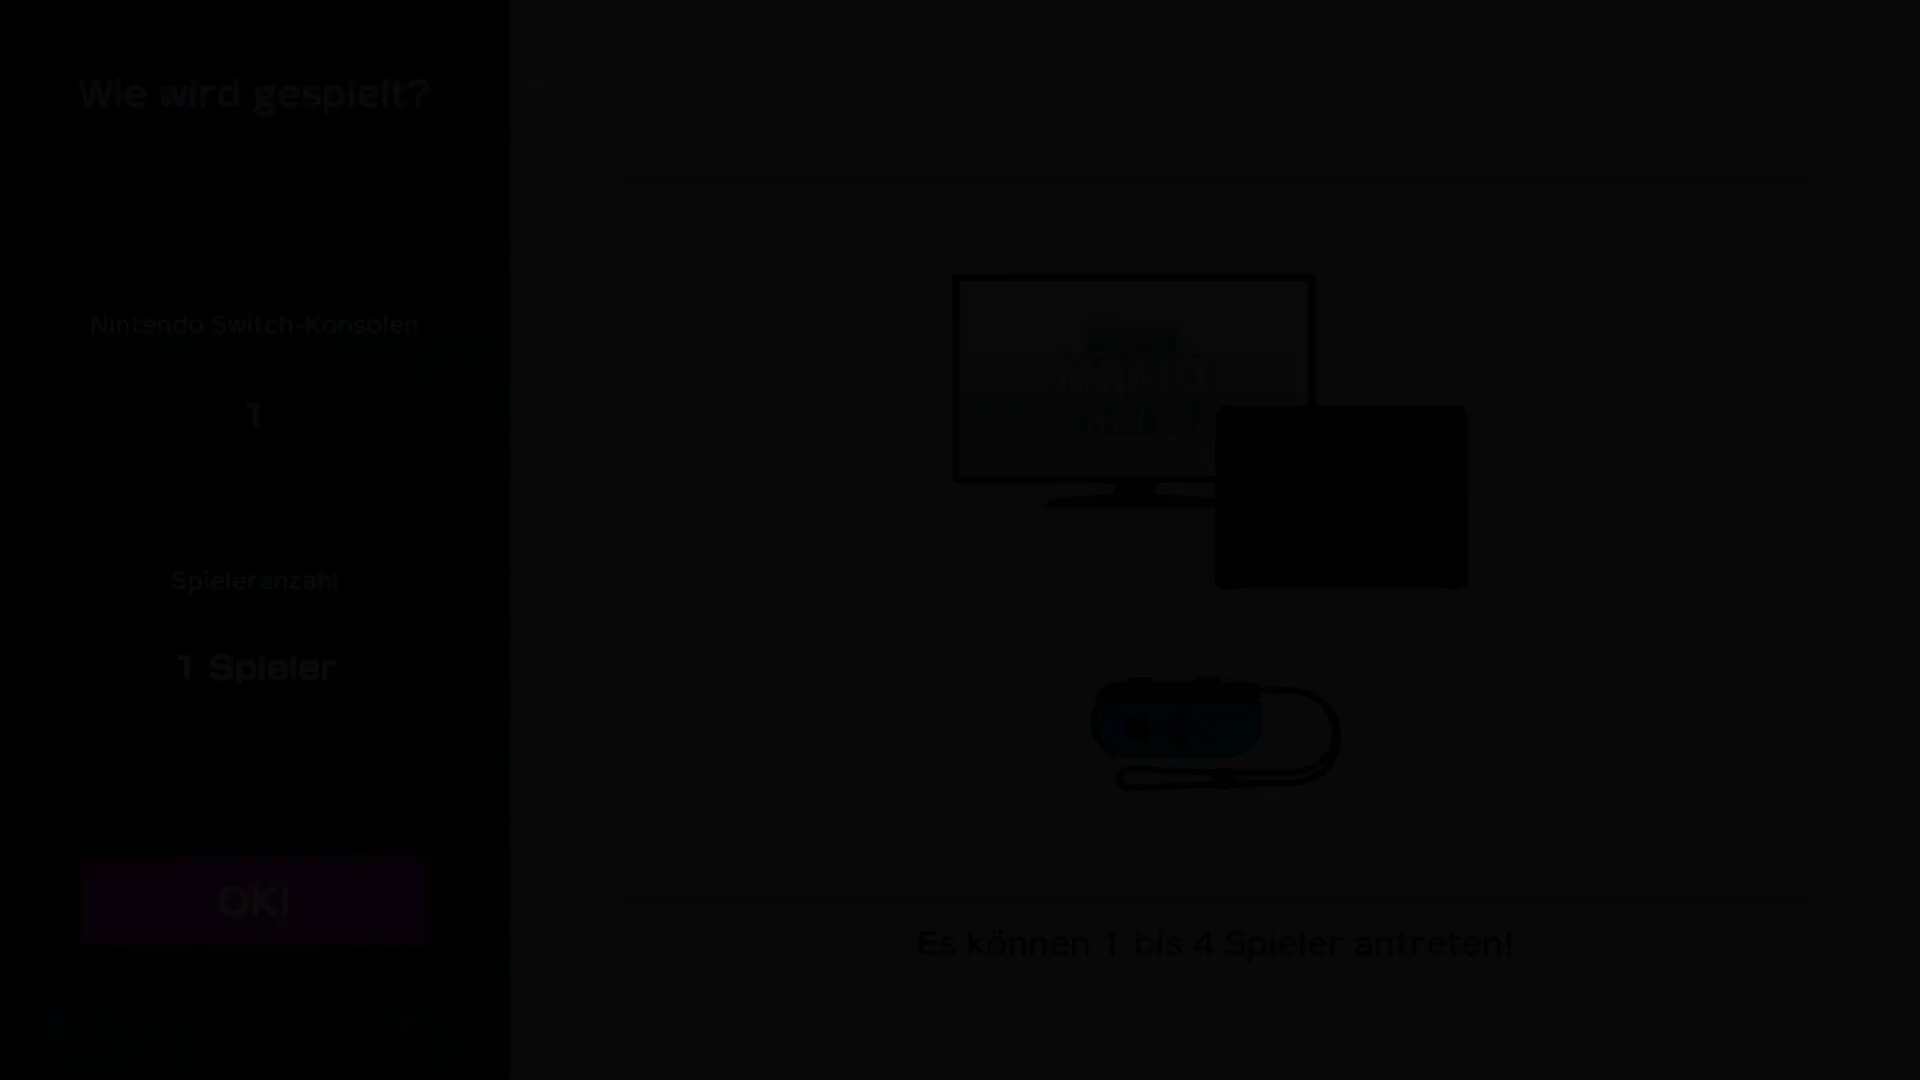 Wie wird gespielt?
Nintendo Switch-Konsolen
1
Spieleranzahl
1 Spieler
OK!
Es können 1 bis 4 Spieler antreten!